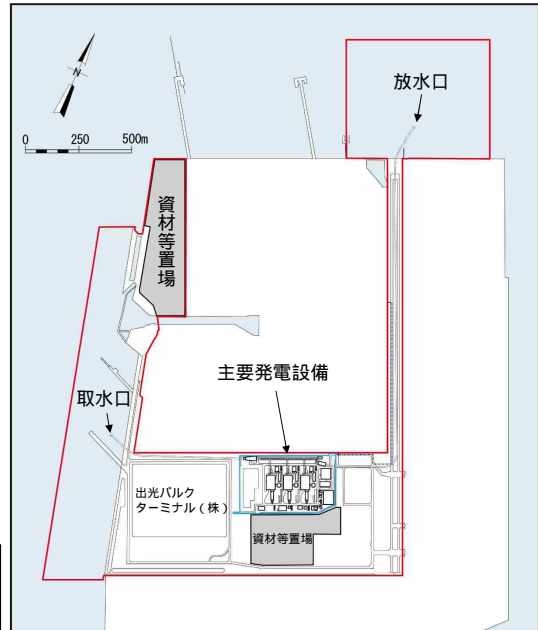 放水口
N
0 250 500m
資材等置場
主要発電設備
取水口
出光バルク
ターミナル(株)
資材等置場